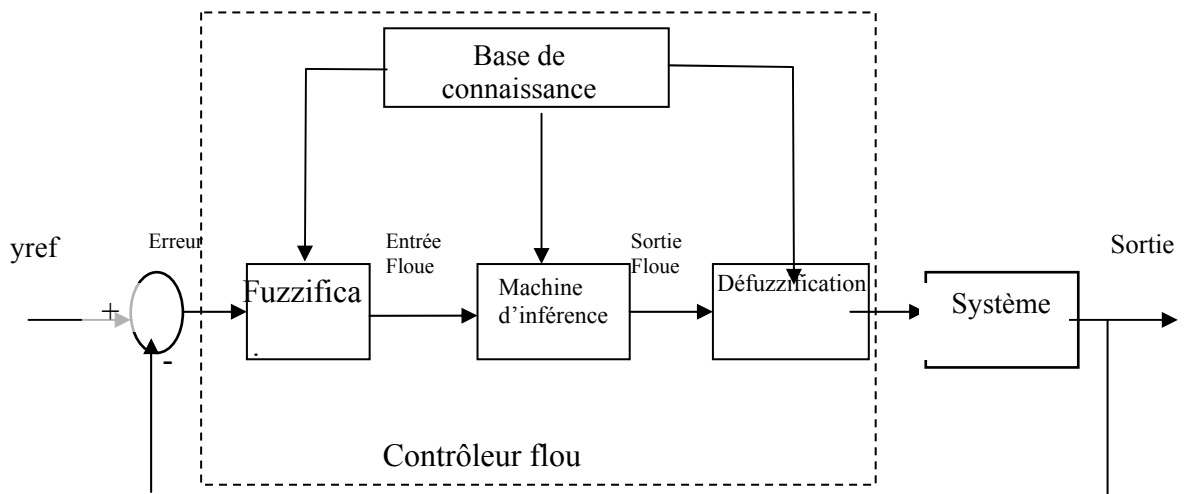 Base de
connaissance
yref
Erreur
Entrée
Floue
Sortie
Floue
Sortie
+
-
Fuzzifica
.
Machine
d’inférence
Défuzzification
Système
Contrôleur flou